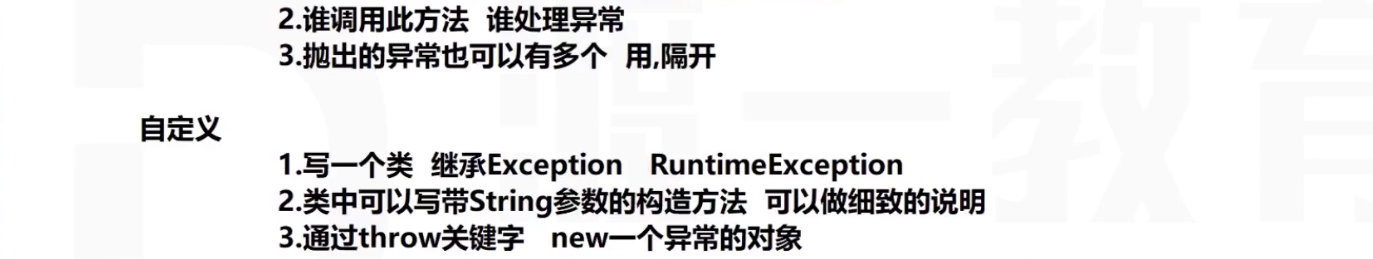 2.谁调用此方法 谁处理异常
3.抛出的异常也可以有多个 用,隔开
自定义
1.写一个类 继承Exception RuntimeException
2.类中可以写带String参数的构造方法 可以做细致的说明
3.通过throw关键字 new一个异常的对象